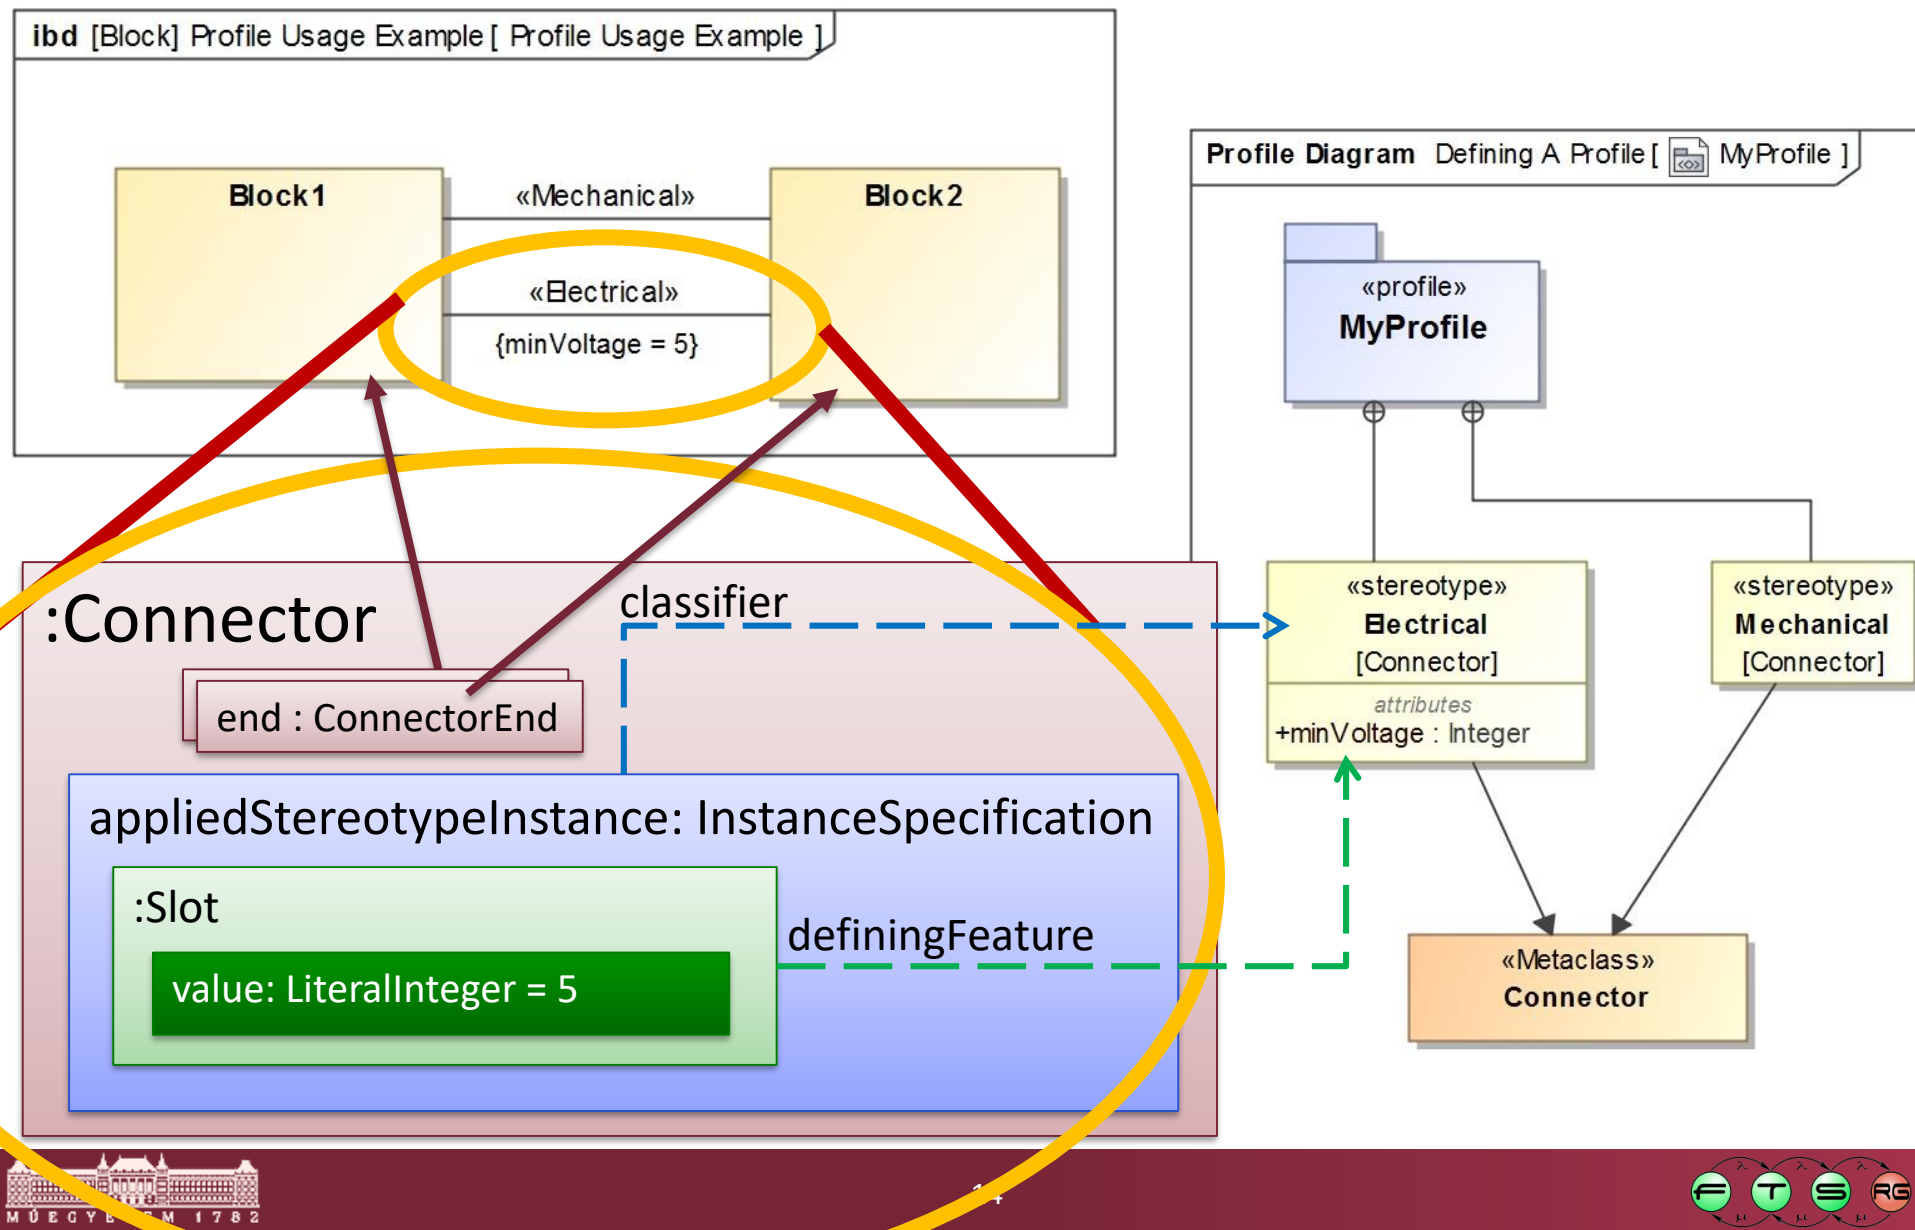 ibd [Block] Profile Usage Example [ Profile Usage Example ]
Block1
«Mechanical»
Block2
«Electrical»
{minVoltage = 5}
Profile Diagram Defining A Profile [ MyProfile ]
«profile»
MyProfile
:Connector
classifier
end : ConnectorEnd
«stereotype»
Electrical
[Connector]
attributes
+minVoltage : Integer
«stereotype»
Mechanical
[Connector]
appliedStereotypeInstance: InstanceSpecification
:Slot
definingFeature
value: LiteralInteger = 5
«Metaclass»
Connector
1782
F T S RG